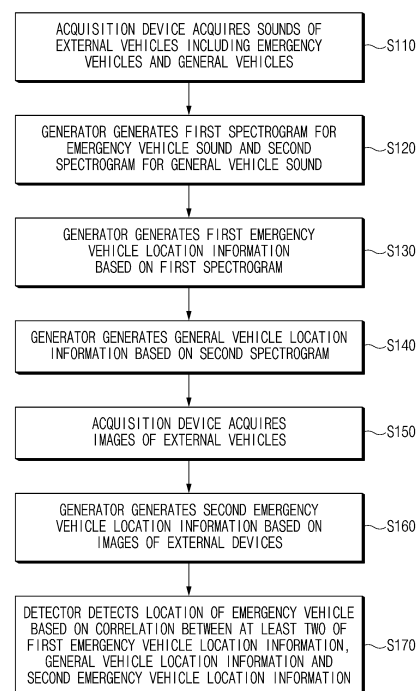 ACQUISITION DEVICE ACQUIRES SOUNDS OF
EXTERNAL VEHICLES INCLUDING EMERGENCY
VEHICLES AND GENERAL VEHICLES
S110
GENERATOR GENERATES FIRST SPECTROGRAM FOR
EMERGENCY VEHICLE SOUND AND SECOND
SPECTROGRAM FOR GENERAL VEHICLE SOUND
S120
GENERATOR GENERATES FIRST EMERGENCY
VEHICLE LOCATION INFORMATION
BASED ON FIRST SPECTROGRAM
S130
GENERATOR GENERATES GENERAL VEHICLE LOCATION
INFORMATION BASED ON SECOND SPECTROGRAM
S140
ACQUISITION DEVICE ACQUIRES
IMAGES OF EXTERNAL VEHICLES
S150
GENERATOR GENERATES SECOND EMERGENCY
VEHICLE LOCATION INFORMATION BASED ON
IMAGES OF EXTERNAL DEVICES
S160
DETECTOR DETECTS LOCATION OF EMERGENCY VEHICLE
BASED ON CORRELATION BETWEEN AT LEAST TWO OF
FIRST EMERGENCY VEHICLE LOCATION INFORMATION,
GENERAL VEHICLE LOCATION INFORMATION AND
SECOND EMERGENCY VEHICLE LOCATION INFORMATION
S170